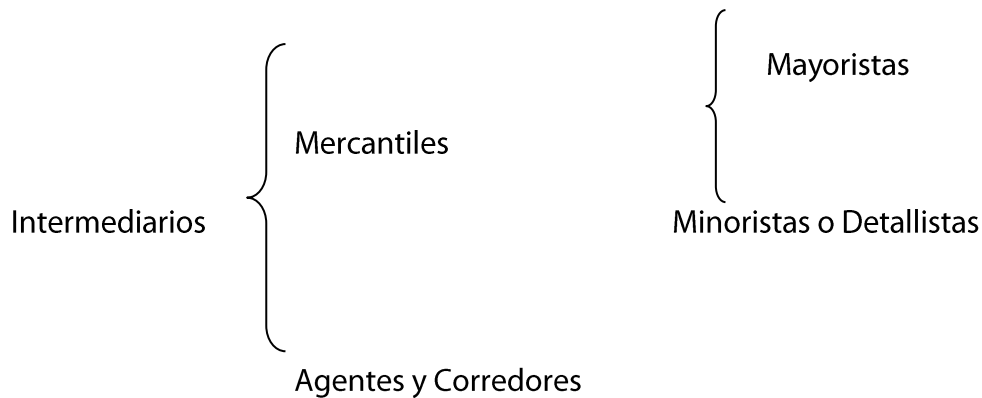 Mayoristas
Mercantiles
Intermediarios
Minoristas o Detallistas
Agentes y Corredores